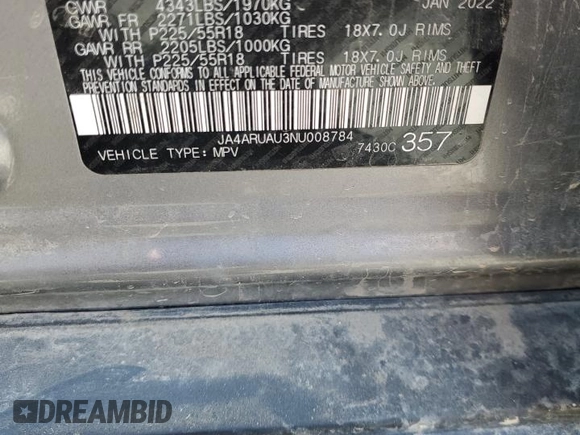 GVWR 4343LBS/1970KG JAN 2022
GAWR FR 2271LBS/1030KG
WITH P225/55R18 TIRES 18X7.0J RIMS
GAWR RR 2205LBS/1000KG
WITH P225/55R18 TIRES 18X7.0J RIMS
THIS VEHICLE CONFORMS TO ALL APPLICABLE FEDERAL MOTOR VEHICLE SAFETY AND THEFT
PREVENTION STANDARDS IN EFFECT ON THE DATE OF MANUFACTURE SHOWN ABOVE.
JA4ARUAU3NU008784
VEHICLE TYPE: MPV 7430C 357
DREAMBID